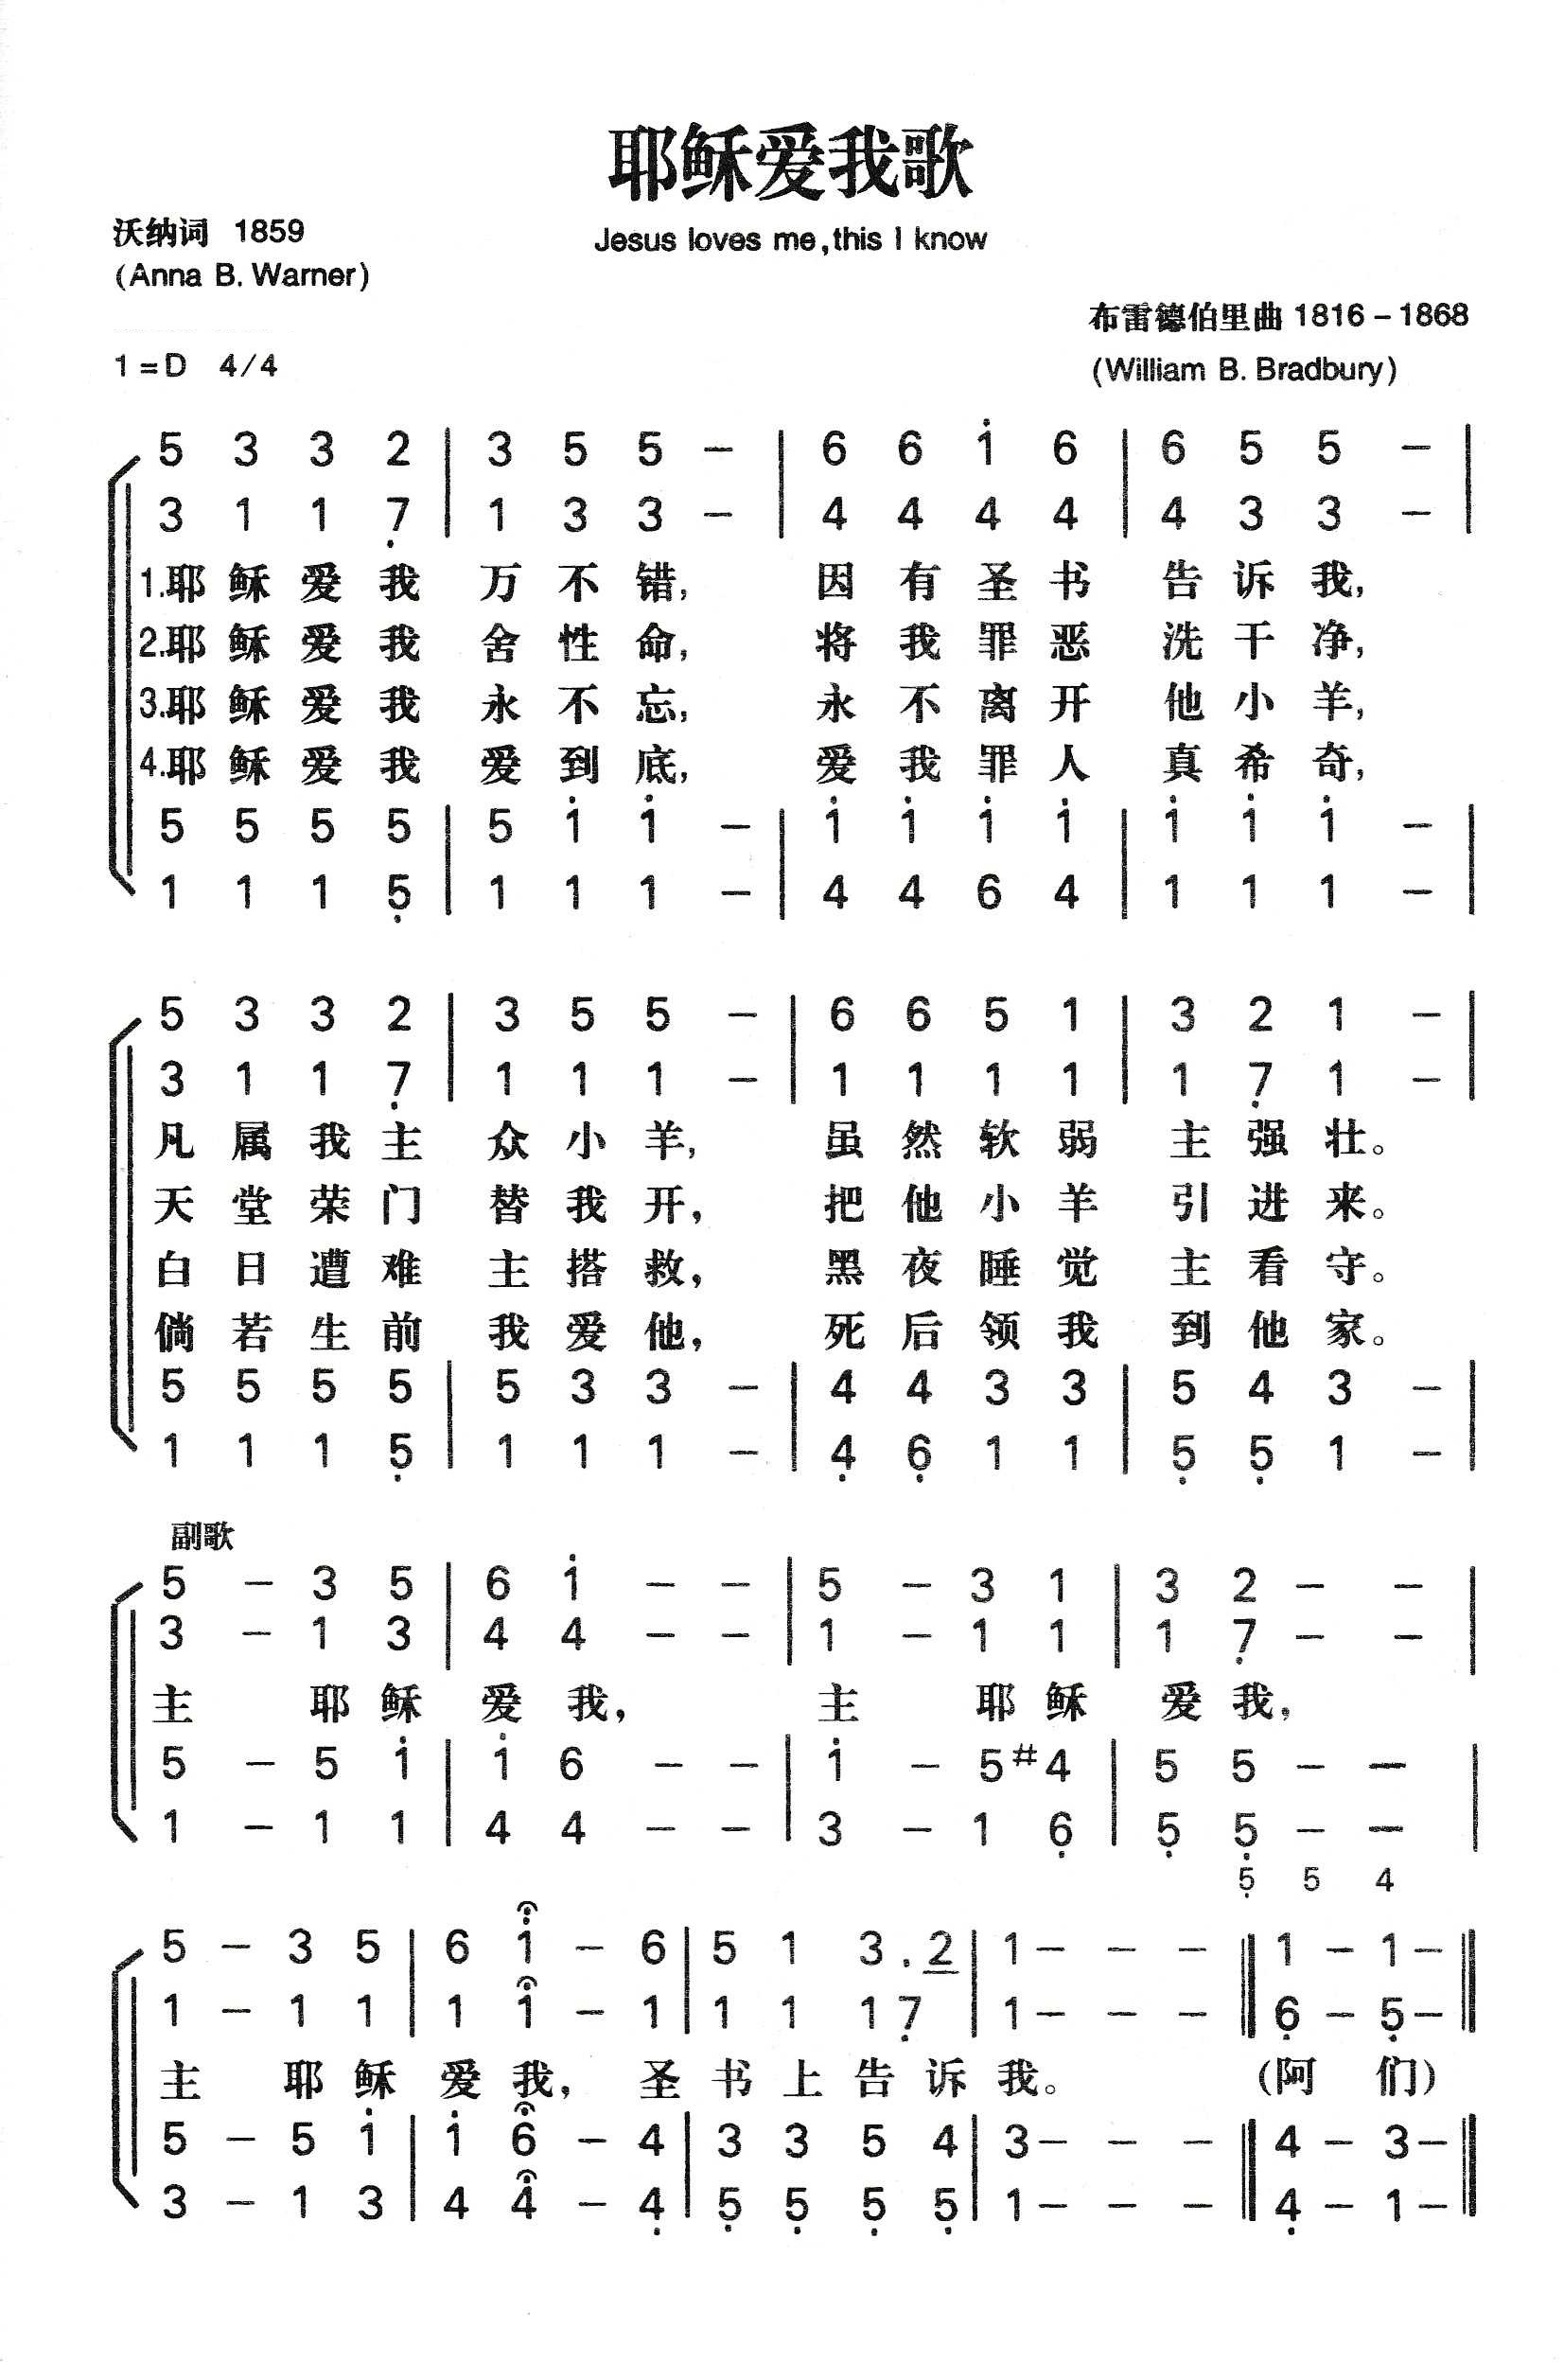 耶稣爱我歌
沃纳词 1859
Jesus loves me,this I know
(Anna B. Warner)
布雷德伯里曲 1816－1868
1=D 4/4
(William B. Bradbury)
5 3 3 2 | 3 5 5 － | 6 6 i 6 | 6 5 5 － |
3 1 1 7̣ | 1 3 3 － | 4 4 4 4 | 4 3 3 － |
1.耶稣爱我 万不错, 因有圣书 告诉我,
2.耶稣爱我 舍性命, 将我罪恶 洗干净,
3.耶稣爱我 永不忘, 永不离开 他小羊,
4.耶稣爱我 爱到底, 爱我罪人 真希奇,
5 5 5 5 | 5 i i － | i i i i | i i i － |
1 1 1 5̣ | 1 1 1 － | 4 4 6 4 | 1 1 1 － |
5 3 3 2 | 3 5 5 － | 6 6 5 1 | 3 2 1 － |
3 1 1 7̣ | 1 1 1 － | 1 1 1 1 | 1 7̣ 1 － |
凡属我主 众小羊, 虽然软弱 主强壮。
天堂荣门 替我开, 把他小羊 引进来。
白日遭难 主搭救, 黑夜睡觉 主看守。
倘若生前 我爱他, 死后领我 到他家。
5 5 5 5 | 5 3 3 － | 4 4 3 3 | 5 4 3 － |
1 1 1 5̣ | 1 1 1 － | 4̣ 6̣ 1 1 | 5̣ 5̣ 1 － |
副歌
5 － 3 5 | 6 i － － | 5 － 3 1 | 3 2 － － |
3 － 1 3 | 4 4 － － | 1 － 1 1 | 1 7̣ － － |
主 耶稣 爱我, 主 耶稣 爱我,
5 － 5 i | i 6 － － | i － 5 #4 | 5 5 － － |
1 － 1 1 | 4 4 － － | 3 － 1 6̣ | 5̣ 5̣ － － |
5̣ 5 4
5 － 3 5 | 6 i － 6 | 5 1 3 . 2 | 1－ － － ‖ 1 － 1－ ‖
1 － 1 1 | 1 1 － 1 | 1 1 1 7̣ | 1－ － － ‖ 6̣ － 5̣－ ‖
主 耶稣 爱我, 圣书上告诉我。 (阿 们)
5 － 5 i | i 6 － 4 | 3 3 5 4 | 3－ － － ‖ 4 － 3－ ‖
3 － 1 3 | 4 4 － 4̣ | 5̣ 5̣ 5̣ 5̣ | 1－ － － ‖ 4̣ － 1－ ‖